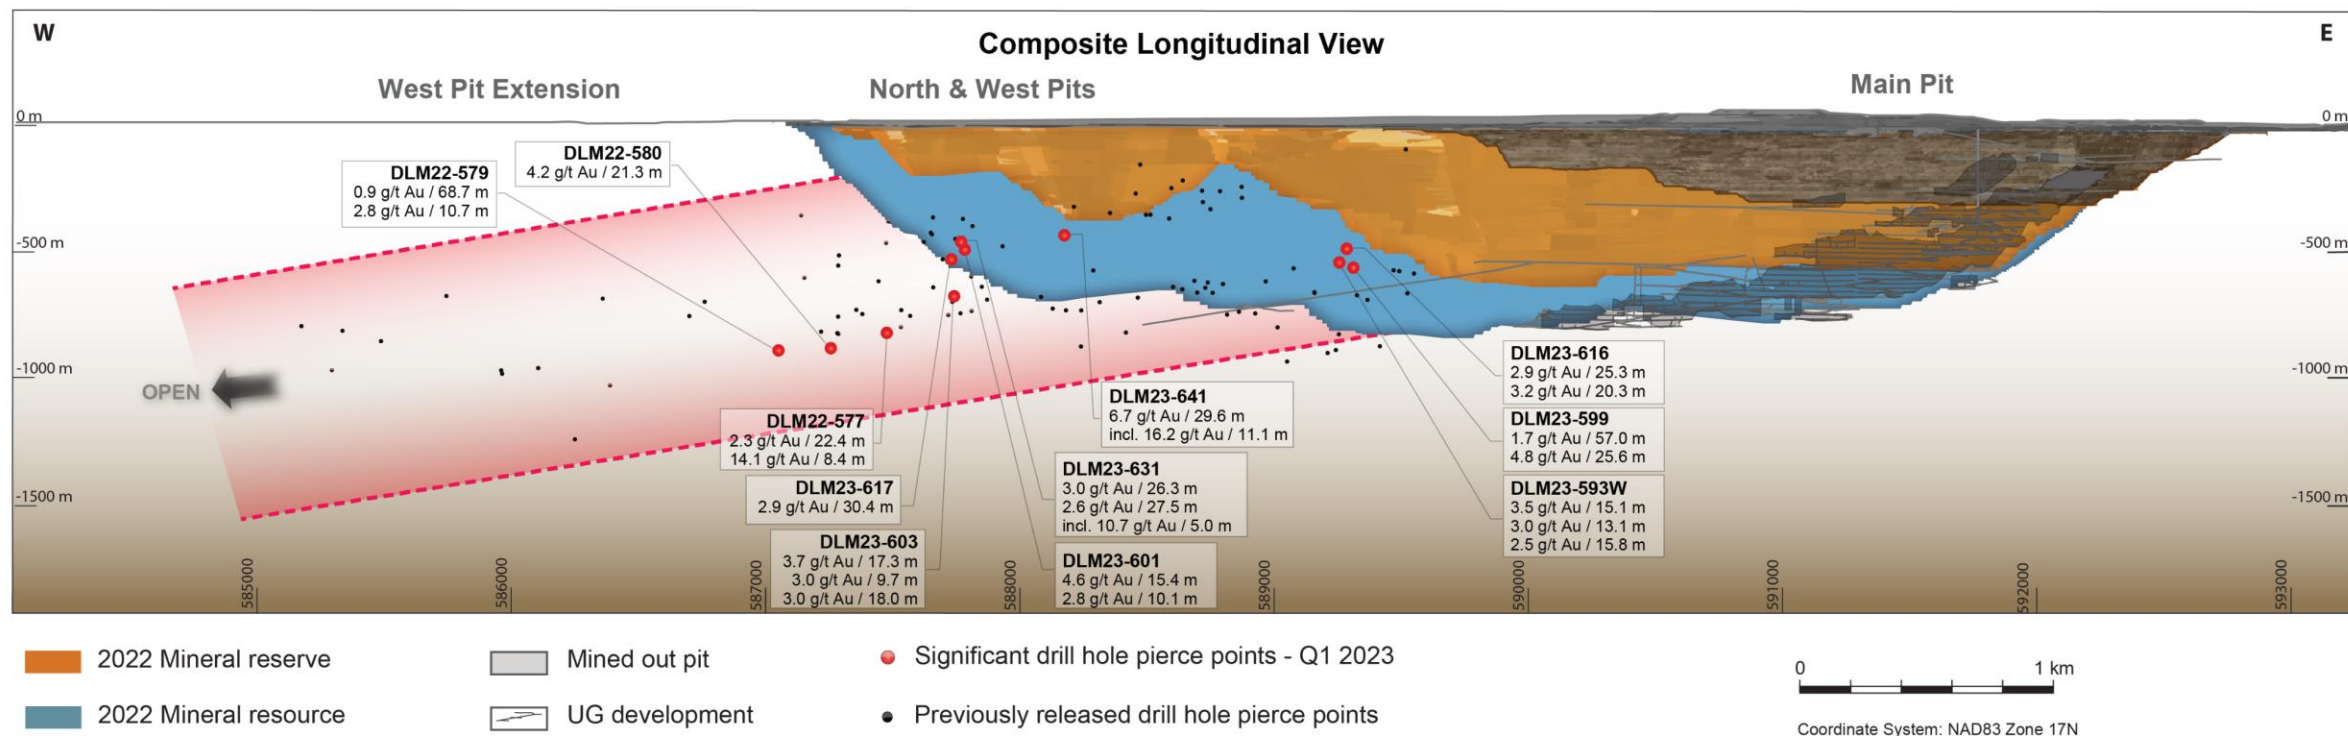 W
E
Composite Longitudinal View
West Pit Extension
North & West Pits
Main Pit
0 m
0 m
DLM22-580
4.2 g/t Au / 21.3 m
DLM22-579
0.9 g/t Au / 68.7 m
2.8 g/t Au / 10.7 m
-500 m
-500 m
-1000 m
-1000 m
OPEN
DLM23-616
2.9 g/t Au / 25.3 m
3.2 g/t Au / 20.3 m
DLM23-641
6.7 g/t Au / 29.6 m
incl. 16.2 g/t Au / 11.1 m
DLM22-577
2.3 g/t Au / 22.4 m
14.1 g/t Au / 8.4 m
DLM23-599
1.7 g/t Au / 57.0 m
4.8 g/t Au / 25.6 m
DLM23-631
3.0 g/t Au / 26.3 m
2.6 g/t Au / 27.5 m
incl. 10.7 g/t Au / 5.0 m
DLM23-617
2.9 g/t Au / 30.4 m
DLM23-593W
3.5 g/t Au / 15.1 m
3.0 g/t Au / 13.1 m
2.5 g/t Au / 15.8 m
-1500 m
-1500 m
DLM23-603
3.7 g/t Au / 17.3 m
3.0 g/t Au / 9.7 m
3.0 g/t Au / 18.0 m
DLM23-601
4.6 g/t Au / 15.4 m
2.8 g/t Au / 10.1 m
585000
586000
587000
588000
589000
590000
591000
592000
593000
2022 Mineral reserve
Mined out pit
Significant drill hole pierce points - Q1 2023
0
1 km
2022 Mineral resource
UG development
Previously released drill hole pierce points
Coordinate System: NAD83 Zone 17N